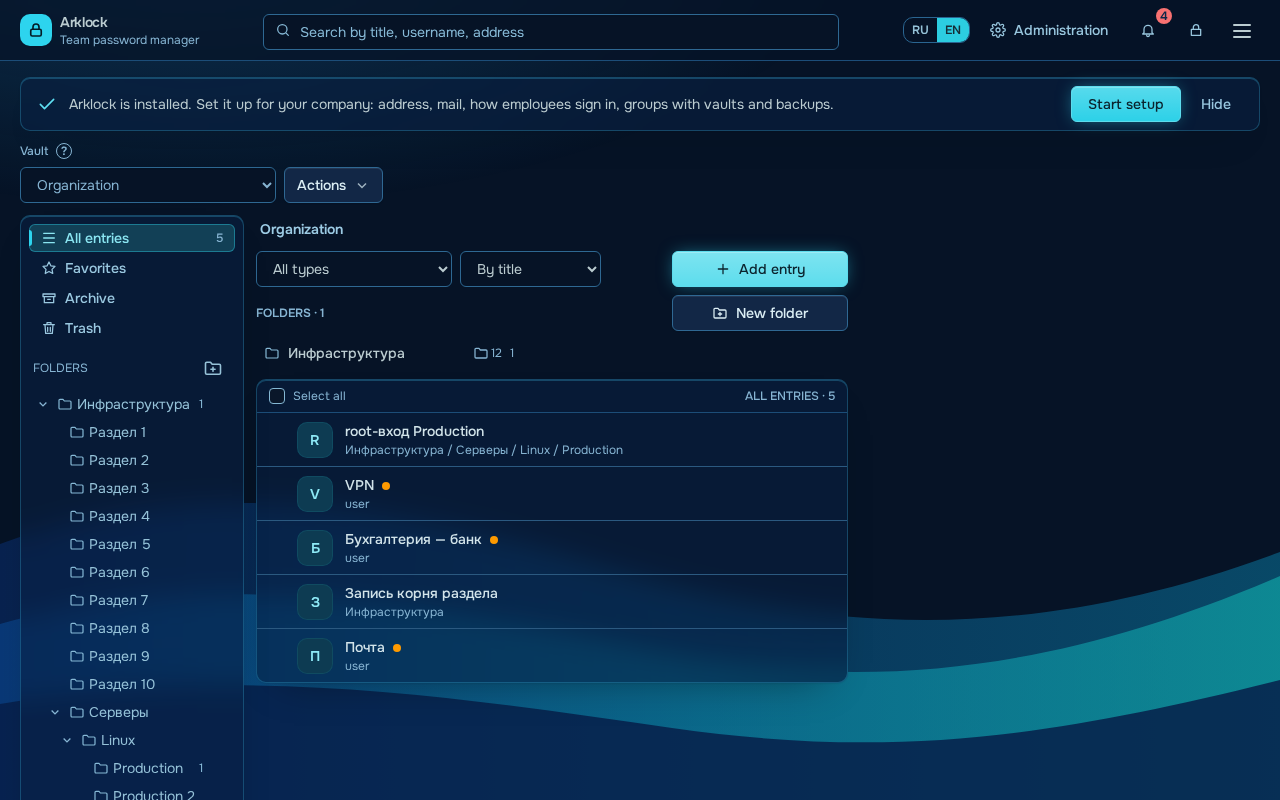 Arklock
Team password manager
Search by title, username, address
RU EN
Administration
4
Arklock is installed. Set it up for your company: address, mail, how employees sign in, groups with vaults and backups.
Start setup
Hide
Vault ?
Organization
Actions
All entries 5
Favorites
Archive
Trash
FOLDERS
Инфраструктура 1
Раздел 1
Раздел 2
Раздел 3
Раздел 4
Раздел 5
Раздел 6
Раздел 7
Раздел 8
Раздел 9
Раздел 10
Серверы
Linux
Production 1
Production 2
Organization
All types
By title
Add entry
FOLDERS · 1
New folder
Инфраструктура 12 1
Select all
ALL ENTRIES · 5
R
root-вход Production
Инфраструктура / Серверы / Linux / Production
V
VPN
user
Б
Бухгалтерия — банк
user
З
Запись корня раздела
Инфраструктура
П
Почта
user